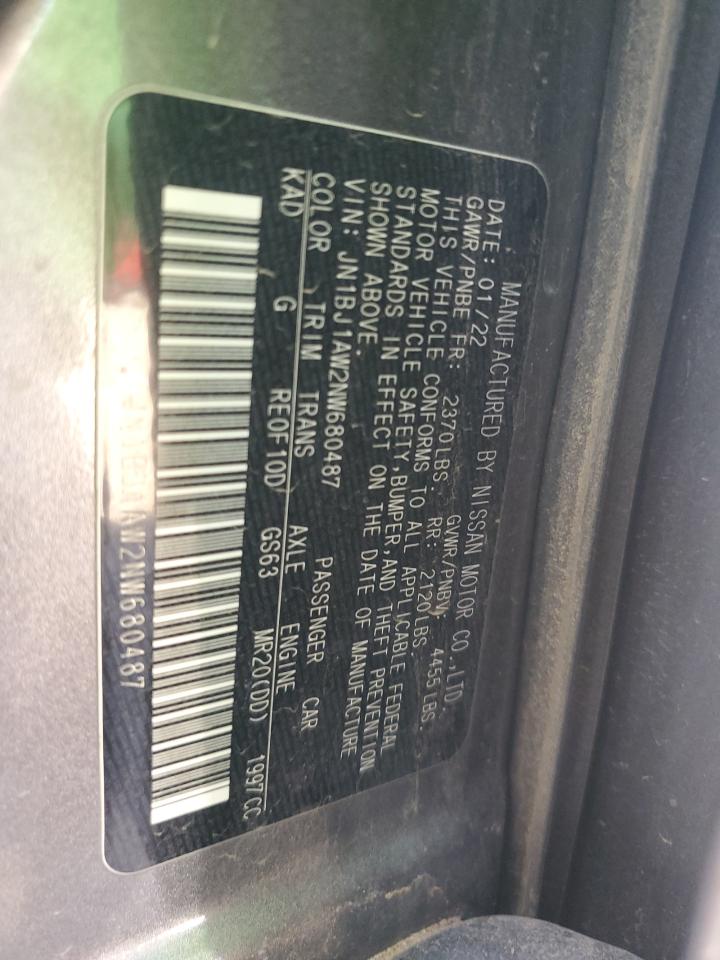 MANUFACTURED BY NISSAN MOTOR CO.,LTD.
DATE: 01/22 GVWR/PNBV: 4455LBS.
GAWR/PNBE FR: 2370LBS. RR: 2120LBS.
THIS VEHICLE CONFORMS TO ALL APPLICABLE FEDERAL
MOTOR VEHICLE SAFETY,BUMPER,AND THEFT PREVENTION
STANDARDS IN EFFECT ON THE DATE OF MANUFACTURE
SHOWN ABOVE.
VIN: JN1BJ1AW2NW680487 PASSENGER CAR
COLOR TRIM TRANS AXLE ENGINE
KAD G RE0F10D GS63 MR20(DD) 1997CC
JN1BJ1AW2NW680487